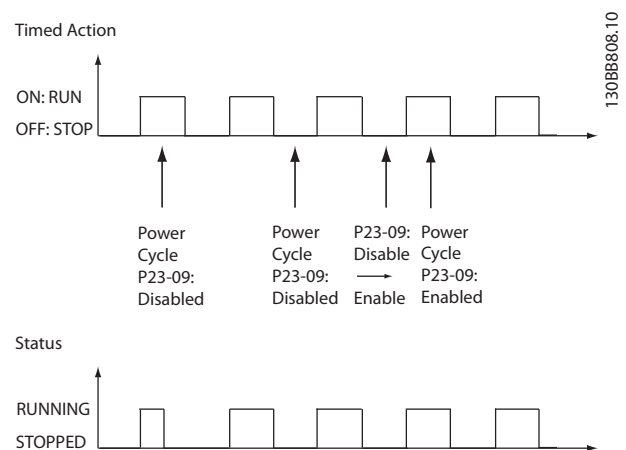 Timed Action
130BB808.10
ON: RUN
OFF: STOP
Power
Cycle
P23-09:
Disabled
Power
Cycle
P23-09:
Disabled
P23-09:
Disable
Enable
Power
Cycle
P23-09:
Enabled
Status
RUNNING
STOPPED